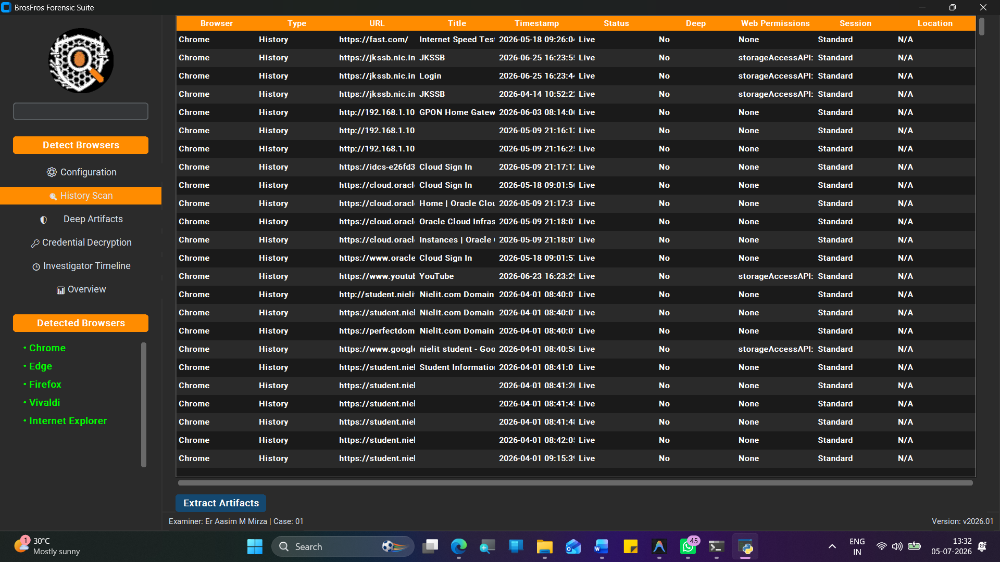 BrosFros Forensic Suite
Detect Browsers
Configuration
History Scan
Deep Artifacts
Credential Decryption
Investigator Timeline
Overview
Detected Browsers
• Chrome
• Edge
• Firefox
• Vivaldi
• Internet Explorer
Browser Type URL Title Timestamp Status Deep Web Permissions Session Location
Chrome History https://fast.com/ Internet Speed Tes 2026-05-18 09:26:0 Live No None Standard N/A
Chrome History https://jkssb.nic.in JKSSB 2026-06-25 16:23:5 Live No storageAccessAPI: Standard N/A
Chrome History https://jkssb.nic.in Login 2026-06-25 16:23:4 Live No storageAccessAPI: Standard N/A
Chrome History https://jkssb.nic.in JKSSB 2026-04-14 10:52:2 Live No storageAccessAPI: Standard N/A
Chrome History http://192.168.1.10 GPON Home Gatew 2026-06-03 08:14:0 Live No None Standard N/A
Chrome History http://192.168.1.10 2026-05-09 21:16:1 Live No None Standard N/A
Chrome History http://192.168.1.10 2026-05-09 21:16:2 Live No None Standard N/A
Chrome History https://idcs-e26fd3 Cloud Sign In 2026-05-09 21:17:1 Live No None Standard N/A
Chrome History https://cloud.oracl Cloud Sign In 2026-05-18 09:01:5 Live No None Standard N/A
Chrome History https://cloud.oracl Home | Oracle Clou 2026-05-09 21:17:3 Live No None Standard N/A
Chrome History https://cloud.oracl Oracle Cloud Infras 2026-05-09 21:18:0 Live No None Standard N/A
Chrome History https://cloud.oracl Instances | Oracle 2026-05-09 21:18:0 Live No None Standard N/A
Chrome History https://www.oracle Cloud Sign In 2026-05-18 09:01:5 Live No None Standard N/A
Chrome History https://www.youtub YouTube 2026-06-23 16:23:2 Live No storageAccessAPI: Standard N/A
Chrome History http://student.nieli Nielit.com Domain 2026-04-01 08:40:0 Live No None Standard N/A
Chrome History https://student.niel Nielit.com Domain 2026-04-01 08:40:0 Live No None Standard N/A
Chrome History https://perfectdom Nielit.com Domain 2026-04-01 08:40:0 Live No None Standard N/A
Chrome History https://www.google nielit student - Goo 2026-04-01 08:40:5 Live No storageAccessAPI: Standard N/A
Chrome History https://student.niel Student Informatio 2026-04-01 08:41:0 Live No None Standard N/A
Chrome History https://student.niel 2026-04-01 08:41:2 Live No None Standard N/A
Chrome History https://student.niel 2026-04-01 08:41:4 Live No None Standard N/A
Chrome History https://student.niel 2026-04-01 08:41:4 Live No None Standard N/A
Chrome History https://student.niel 2026-04-01 08:42:0 Live No None Standard N/A
Chrome History https://student.niel 2026-04-01 09:15:3 Live No None Standard N/A
Extract Artifacts
Examiner: Er Aasim M Mirza | Case: 01
Version: v2026.01
1
30°C
Mostly sunny
Search
45
ENG
IN
13:32
05-07-2026